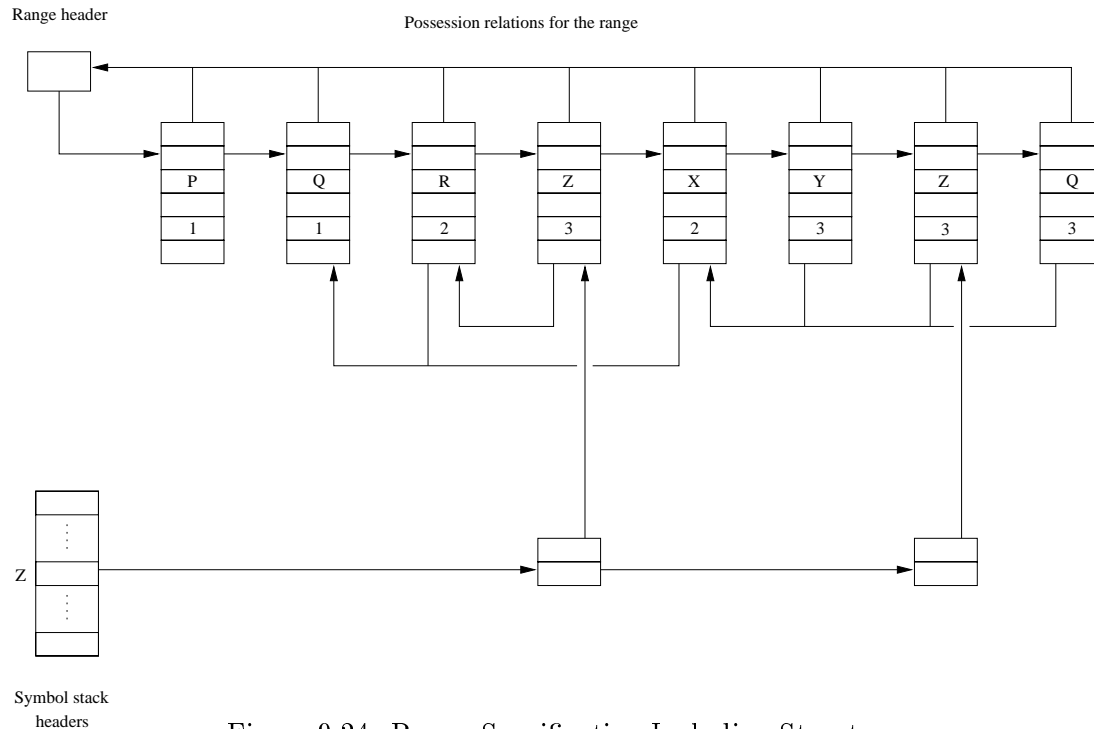 Range header
Possession relations for the range
P Q R Z X Y Z Q
1 1 2 3 2 3 3 3
Z
Symbol stack
headers